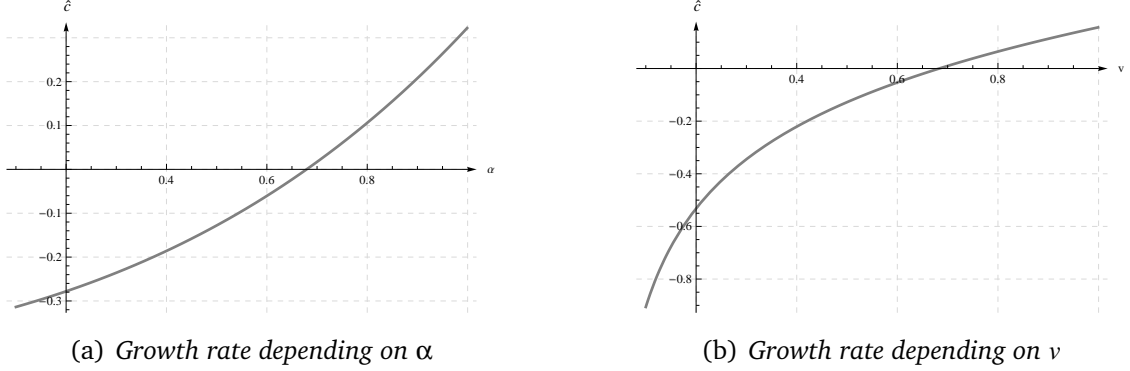 ĉ
0.2
0.1
α
0.4
0.6
0.8
−0.1
−0.2
−0.3
(a) Growth rate depending on α
ĉ
v
0.4
0.6
0.8
−0.2
−0.4
−0.6
−0.8
(b) Growth rate depending on v